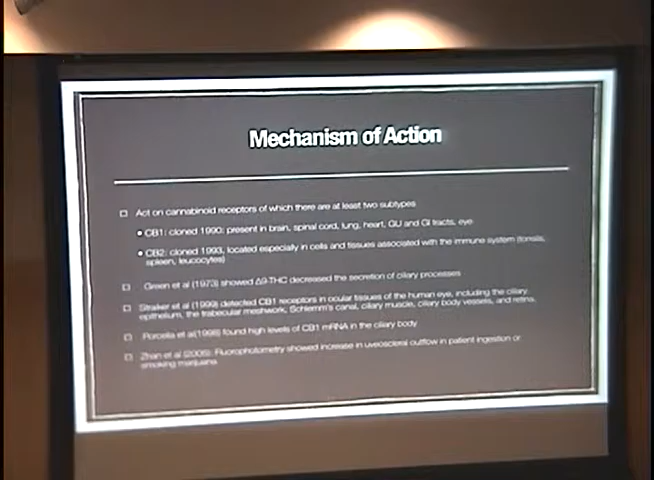 Mechanism of Action
Act on cannabinoid receptors of which there are at least two subtypes
CB1: cloned 1990: present in brain, spinal cord, lung, heart, GU and GI tracts, eye
CB2: cloned 1993, located especially in cells and tissues associated with the immune system (tonsils,
spleen, leucocytes)
Green et al (1973) showed Δ9-THC decreased the secretion of ciliary processes
Straiker et al (1999) detected CB1 receptors in ocular tissues of the human eye, including the ciliary
epithelium, the trabecular meshwork, Schlemm's canal, ciliary muscle, ciliary body vessels, and retina.
Porcella et al(1998) found high levels of CB1 mRNA in the ciliary body
et al (2005): Fluorophotometry showed increase in uveoscleral outflow in patient ingestion or
smoking marijuana